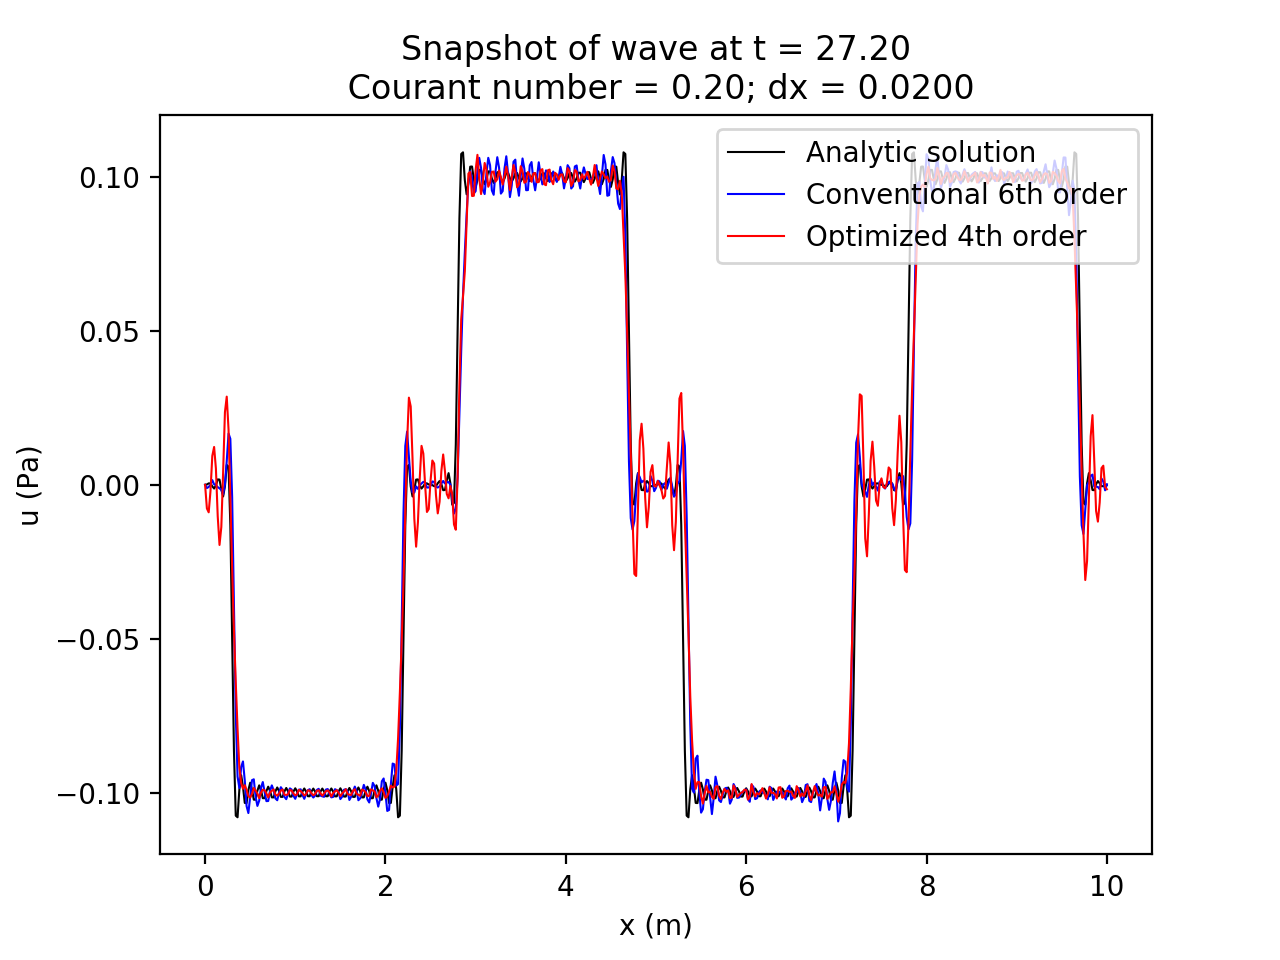 Snapshot of wave at t = 27.20
Courant number = 0.20; dx = 0.0200
Analytic solution
Conventional 6th order
Optimized 4th order
0.10
0.05
0.00
−0.05
−0.10
u (Pa)
0 2 4 6 8 10
x (m)